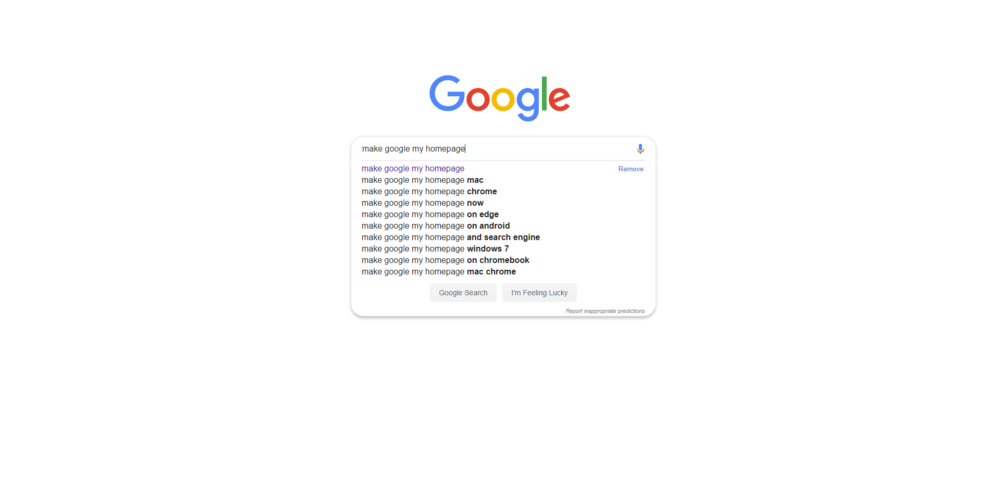 Google
make google my homepage
make google my homepage Remove
make google my homepage mac
make google my homepage chrome
make google my homepage now
make google my homepage on edge
make google my homepage on android
make google my homepage and search engine
make google my homepage windows 7
make google my homepage on chromebook
make google my homepage mac chrome
Google Search I'm Feeling Lucky
Report inappropriate predictions